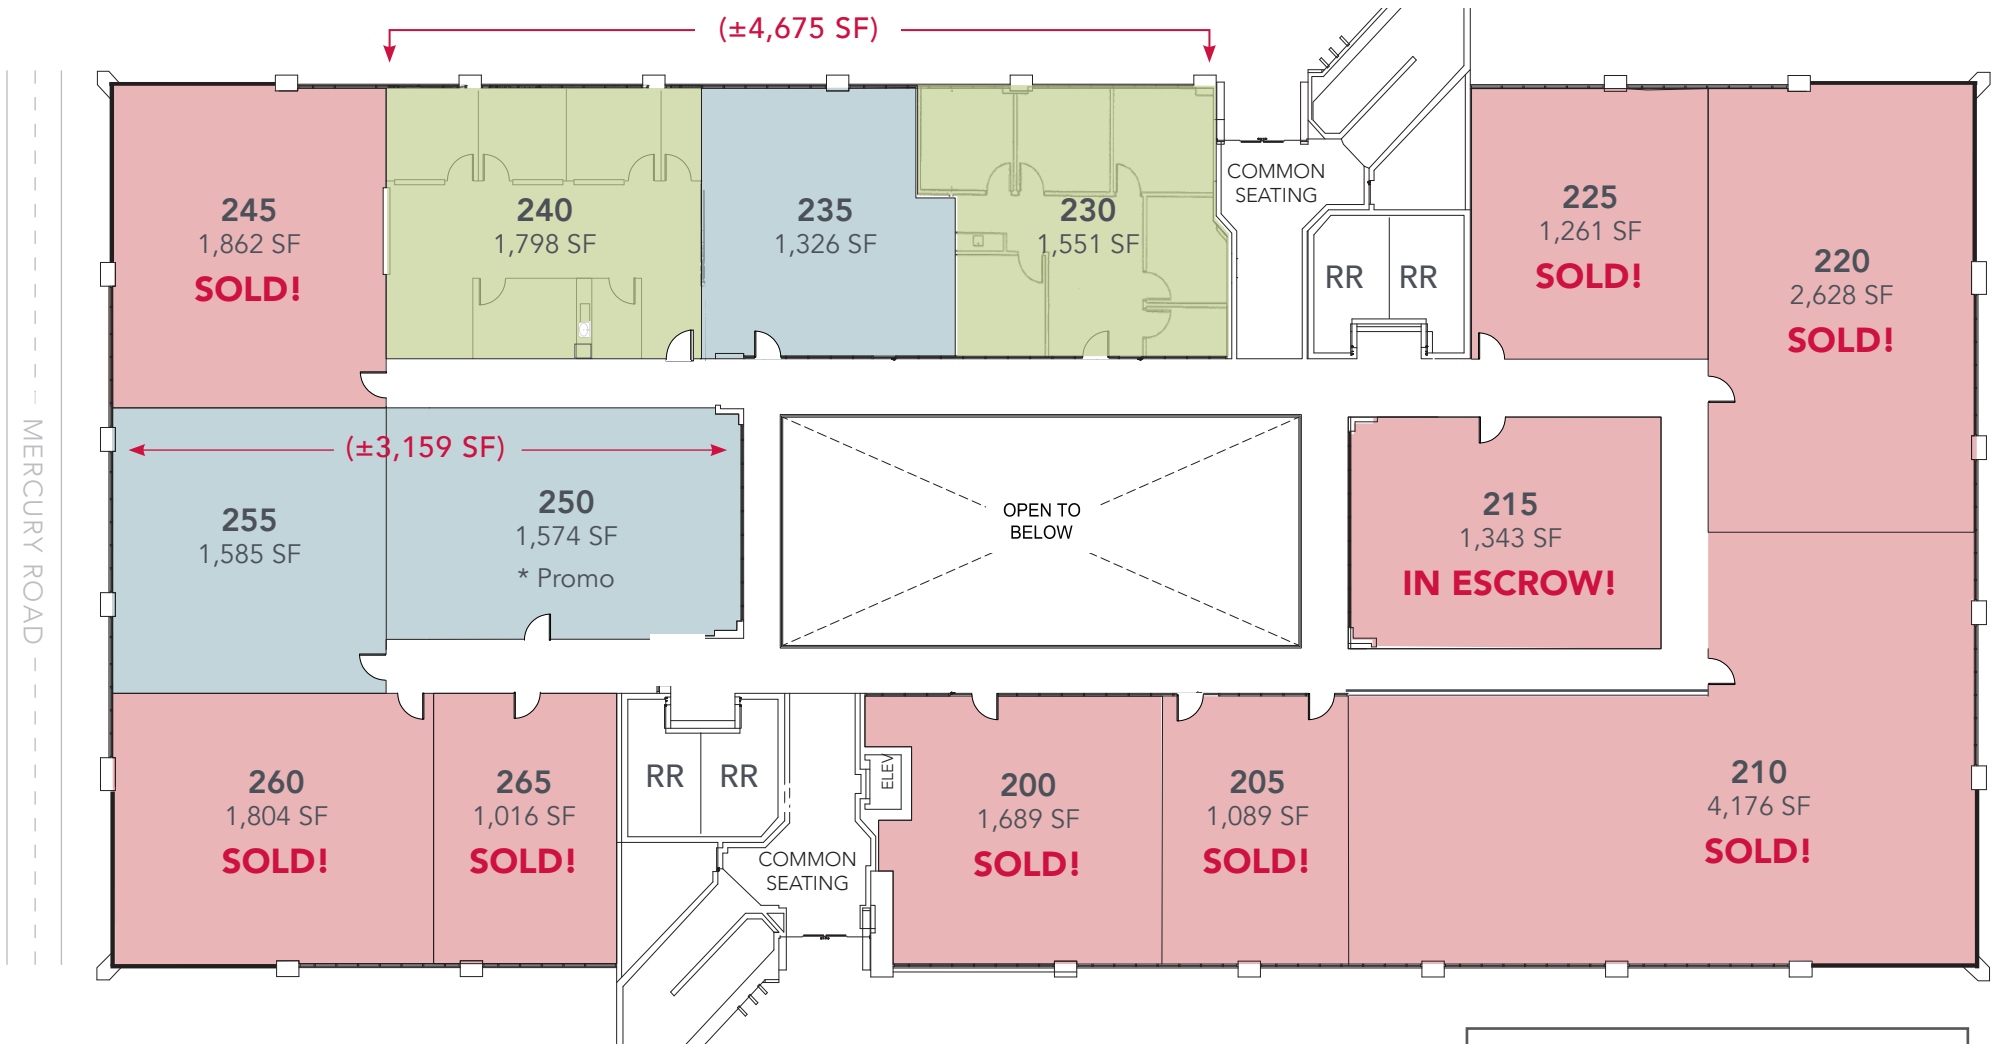 (±4,675 SF)
245
1,862 SF
SOLD!
240
1,798 SF
235
1,326 SF
230
1,551 SF
COMMON
SEATING
RR
RR
225
1,261 SF
SOLD!
220
2,628 SF
SOLD!
MERCURY ROAD
(±3,159 SF)
255
1,585 SF
250
1,574 SF
* Promo
OPEN TO
BELOW
215
1,343 SF
IN ESCROW!
260
1,804 SF
SOLD!
265
1,016 SF
SOLD!
RR
RR
COMMON
SEATING
ELEV
200
1,689 SF
SOLD!
205
1,089 SF
SOLD!
210
4,176 SF
SOLD!